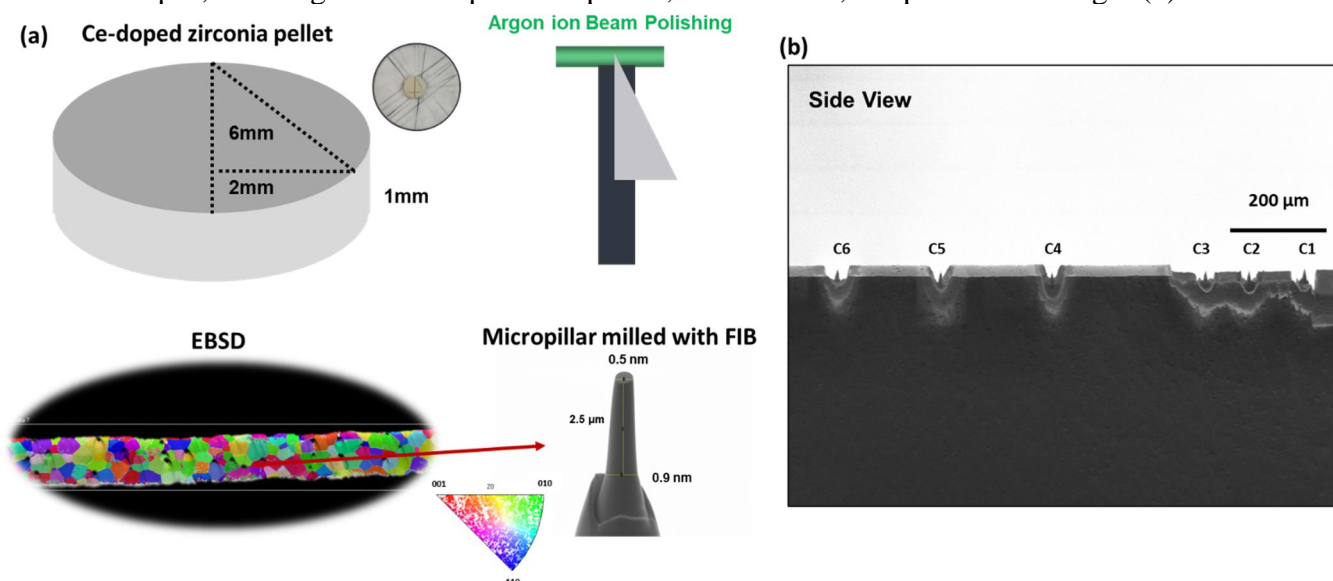 (a)
Ce-doped zirconia pellet
6mm
2mm
1mm
Argon ion Beam Polishing
EBSD
001
20
010
Micropillar milled with FIB
0.5 nm
2.5 µm
0.9 nm
(b)
Side View
200 µm
C6
C5
C4
C3
C2
C1